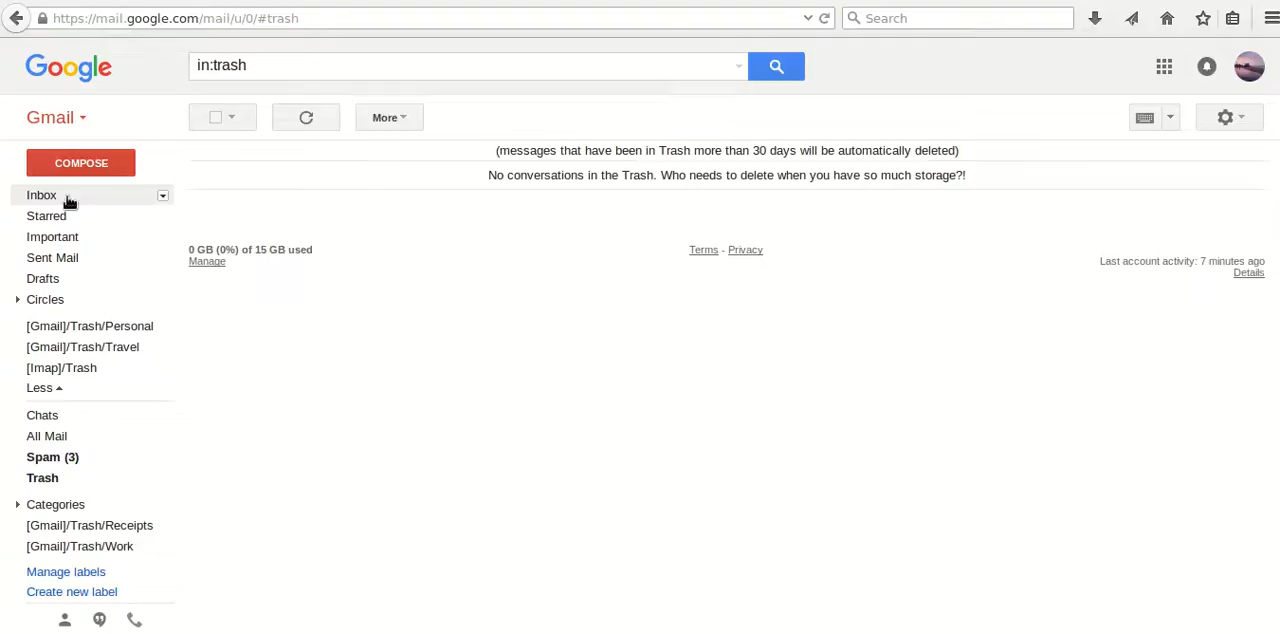 https://mail.google.com/mail/u/0/#trash
Search
Google
in:trash
Gmail
More
COMPOSE
(messages that have been in Trash more than 30 days will be automatically deleted)
No conversations in the Trash. Who needs to delete when you have so much storage?!
Inbox
Starred
Important
Sent Mail
Drafts
Circles
[Gmail]/Trash/Personal
[Gmail]/Trash/Travel
[Imap]/Trash
Less
Chats
All Mail
Spam (3)
Trash
Categories
[Gmail]/Trash/Receipts
[Gmail]/Trash/Work
Manage labels
Create new label
0 GB (0%) of 15 GB used
Manage
Terms - Privacy
Last account activity: 7 minutes ago
Details